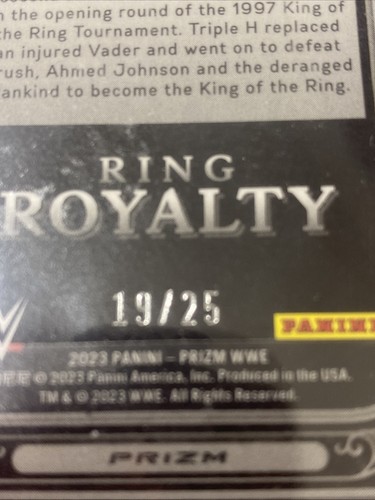 n the opening round of the 1997 King of
the Ring Tournament. Triple H replaced
an injured Vader and went on to defeat
rush, Ahmed Johnson and the deranged
ankind to become the King of the Ring.
RING
ROYALTY
19/25
PANINI
2023 PANINI – PRIZM WWE
© 2023 Panini America, Inc. Produced in the USA.
TM & © 2023 WWE. All Rights Reserved.
PRIZM